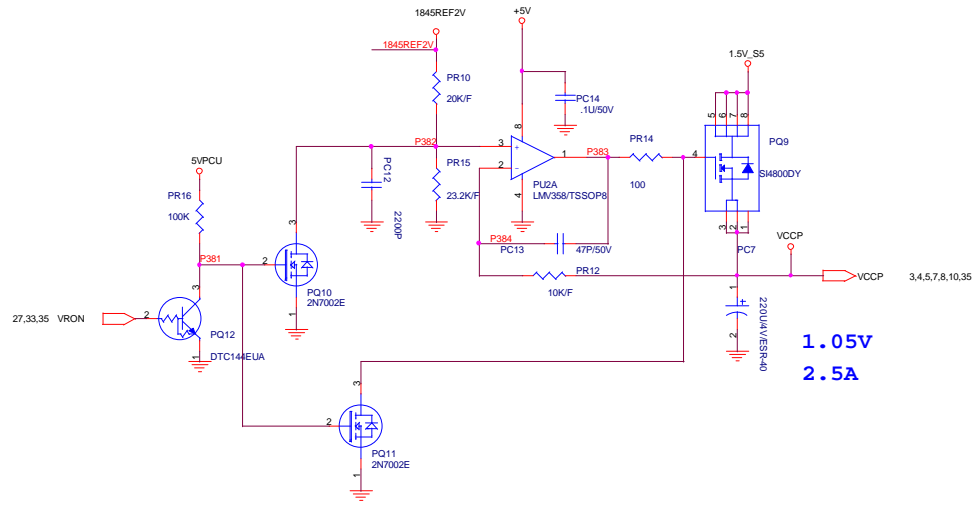 1845REF2V
+5V
1845REF2V
1.5V_S5
PR10
20K/F
PC14
.1U/50V
5 6 7 8
8
P382
3
+
1
P383
PR14
4
PQ9
5VPCU
PC12
PR15
2
-
100
SI4800DY
PR16
4
PU2A
LMV358/TSSOP8
23.2K/F
100K
2200P
3 2 1
VCCP
3
P384
PC13
47P/50V
PC7
P381
2
PR12
VCCP
3,4,5,7,8,10,35
10K/F
3
PQ10
2N7002E
1
1
+
27,33,35 VRON
2
1
PQ12
DTC144EUA
2
220U/4V/ESR-40
1.05V
2.5A
3
2
PQ11
2N7002E
1